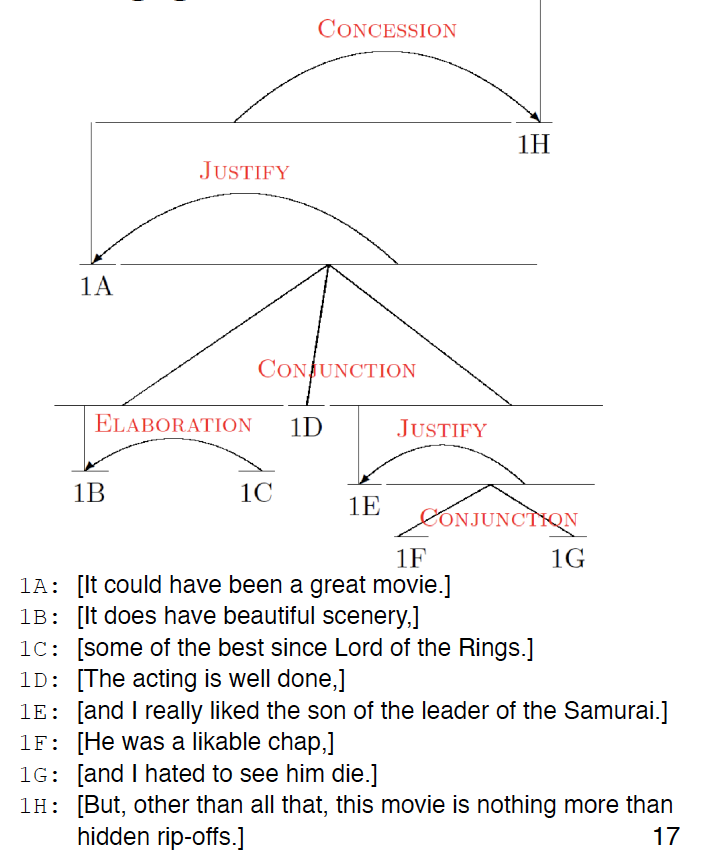 CONCESSION
1H
JUSTIFY
1A
CONJUNCTION
ELABORATION
1D
JUSTIFY
1B
1C
1E
CONJUNCTION
1F
1G
1A: [It could have been a great movie.]
1B: [It does have beautiful scenery,]
1C: [some of the best since Lord of the Rings.]
1D: [The acting is well done,]
1E: [and I really liked the son of the leader of the Samurai.]
1F: [He was a likable chap,]
1G: [and I hated to see him die.]
1H: [But, other than all that, this movie is nothing more than
hidden rip-offs.]
17